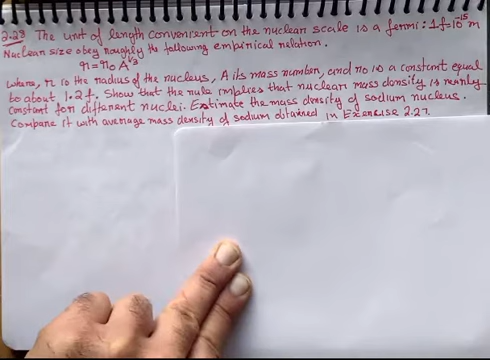 2.28 The unit of length convenient on the nuclear scale is a fermi: 1f=10⁻¹⁵m
Nuclear size obey roughly the following empirical relation.
r=r₀ A^1/3
where, r is the radius of the nucleus, A its mass number, and r₀ is a constant equal
to about 1.2f. Show that the rule implies that nuclear mass density is nearly
constant for different nuclei. Estimate the mass density of sodium nucleus.
Compare it with average mass density of sodium obtained in Exercise 2.27.